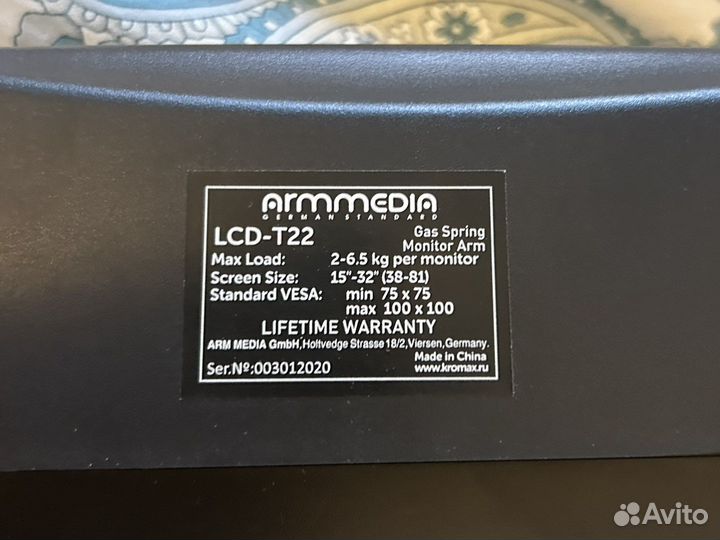 ARMMEDIA
GERMAN STANDARD
LCD-T22
Gas Spring
Monitor Arm
Max Load: 2-6.5 kg per monitor
Screen Size: 15"-32" (38-81)
Standard VESA: min 75 x 75
max 100 x 100
LIFETIME WARRANTY
ARM MEDIA GmbH, Holtvedge Strasse 18/2, Viersen, Germany.
Made in China
Ser.№:003012020
www.kromax.ru
Avito